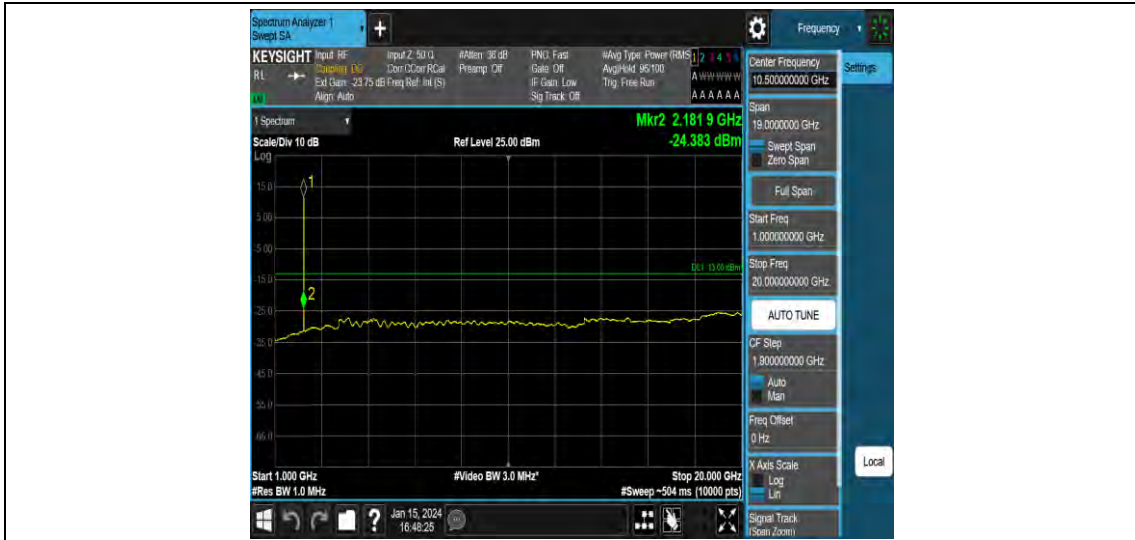 Spectrum Analyzer 1
Swept SA
+
Frequency
KEYSIGHT
RL
Input: RF
Coupling: DC
Ext Gain: -23.75 dB
Align: Auto
Input Z: 50 Ω
Corr CCorr RCal
Freq Ref: Int (S)
#Atten: 38 dB
Preamp: Off
PNO: Fast
Gate: Off
IF Gain: Low
Sig Track: Off
#Avg Type: Power (RMS
Avg|Hold: 96/100
Trig: Free Run
1 2 3 4 5 6
A WW WW W
A A A A A A
Center Frequency
10.500000000 GHz
Settings
Span
19.0000000 GHz
Swept Span
Zero Span
Full Span
Start Freq
1.000000000 GHz
Stop Freq
20.000000000 GHz
AUTO TUNE
CF Step
1.900000000 GHz
Auto
Man
Freq Offset
0 Hz
X Axis Scale
Log
Lin
Signal Track
(Span Zoom)
Local
1 Spectrum
Scale/Div 10 dB
Log
Ref Level 25.00 dBm
Mkr2 2.181 9 GHz
-24.383 dBm
15.0
5.00
-5.00
-15.0
-25.0
-35.0
-45.0
-55.0
-65.0
1
2
DL1 -13.00 dBm
Start 1.000 GHz
#Res BW 1.0 MHz
#Video BW 3.0 MHz*
Stop 20.000 GHz
#Sweep ~504 ms (10000 pts)
?
Jan 15, 2024
16:48:25